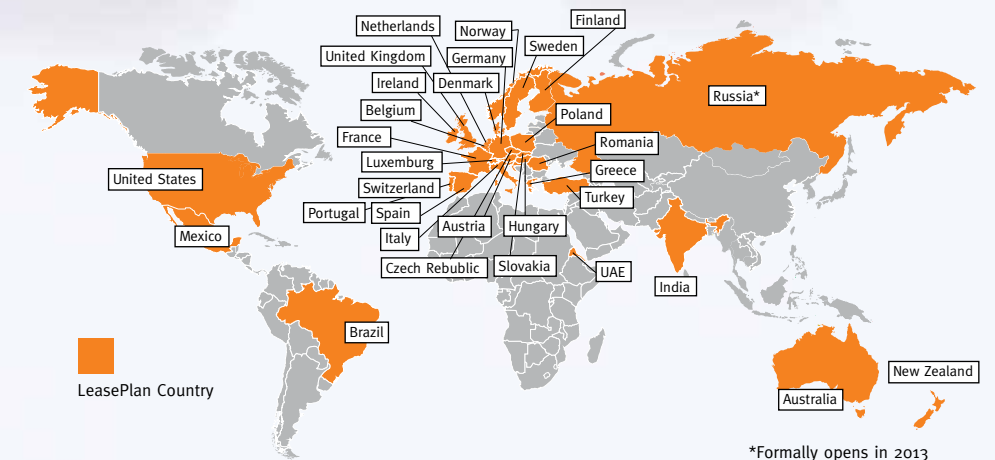 Netherlands
Norway
Finland
United Kingdom
Germany
Sweden
Ireland
Denmark
Belgium
Poland
Russia*
France
Romania
Luxemburg
Greece
United States
Switzerland
Turkey
Portugal
Spain
Austria
Hungary
Mexico
Italy
Czech Rebublic
Slovakia
UAE
India
Brazil
New Zealand
LeasePlan Country
Australia
*Formally opens in 2013